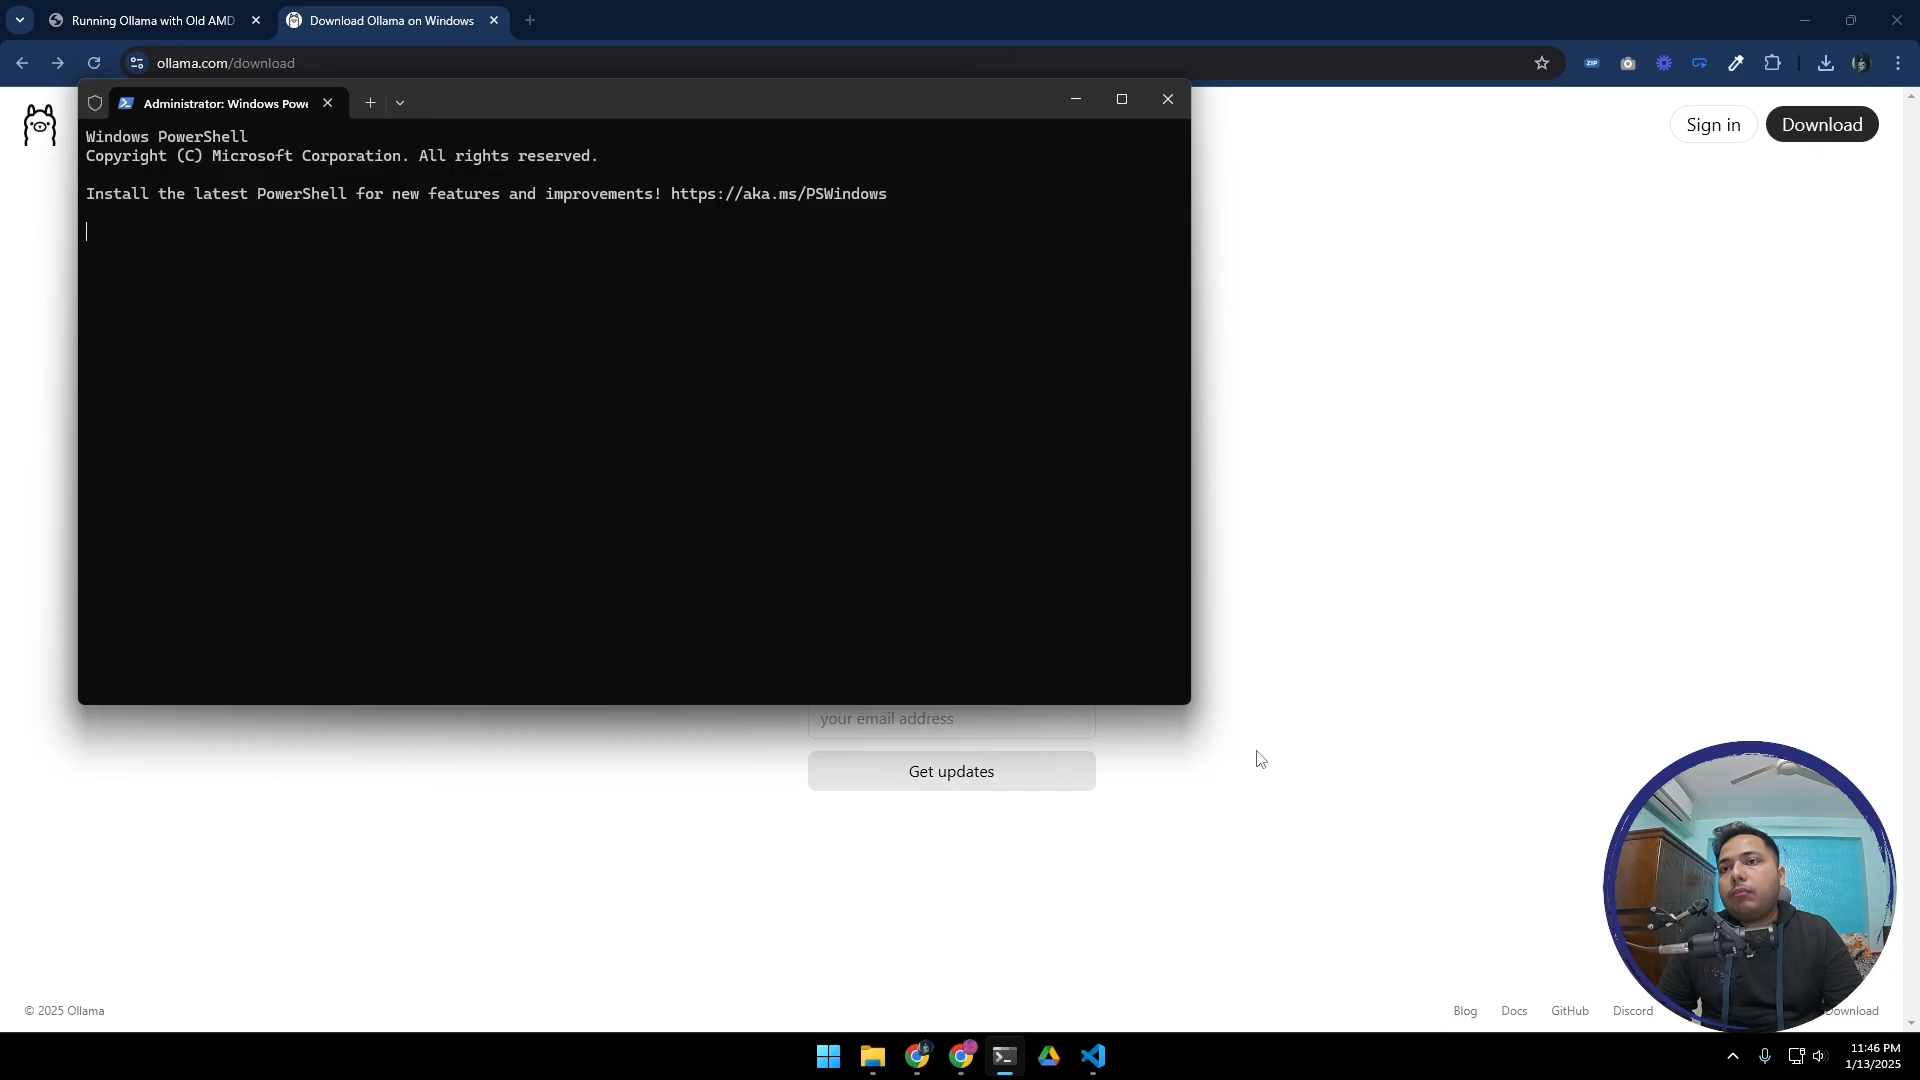 Running Ollama with Old AMD
Download Ollama on Windows
ollama.com/download
ZIP
Administrator: Windows Powe
Sign in
Download
Windows PowerShell
Copyright (C) Microsoft Corporation. All rights reserved.
Install the latest PowerShell for new features and improvements! https://aka.ms/PSWindows
your email address
Get updates
© 2025 Ollama
Blog
Docs
GitHub
Discord
Download
11:46 PM
1/13/2025